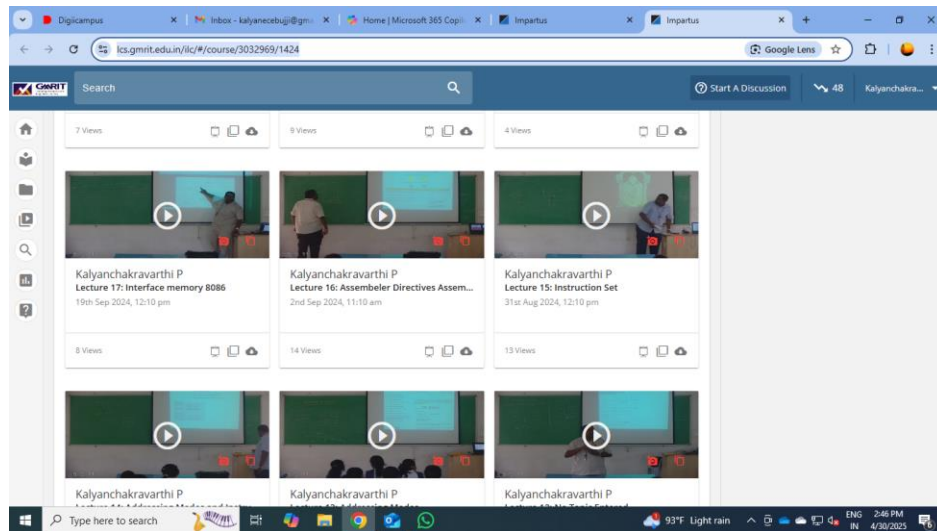 Digiicampus
Inbox - kalyanecebujji@gm
Home | Microsoft 365 Copil
Impartus
Impartus
lcs.gmrit.edu.in/ilc/#/course/3032969/1424
Google Lens
GMRIT
Search
Start A Discussion
48
Kalyanchakra...
7 Views
9 Views
4 Views
Kalyanchakravarthi P
Lecture 17: Interface memory 8086
19th Sep 2024, 12:10 pm
Kalyanchakravarthi P
Lecture 16: Assembeler Directives Assem...
2nd Sep 2024, 11:10 am
Kalyanchakravarthi P
Lecture 15: Instruction Set
31st Aug 2024, 12:10 pm
8 Views
14 Views
13 Views
Kalyanchakravarthi P
Kalyanchakravarthi P
Kalyanchakravarthi P
Type here to search
93°F Light rain
ENG
IN
2:46 PM
4/30/2025